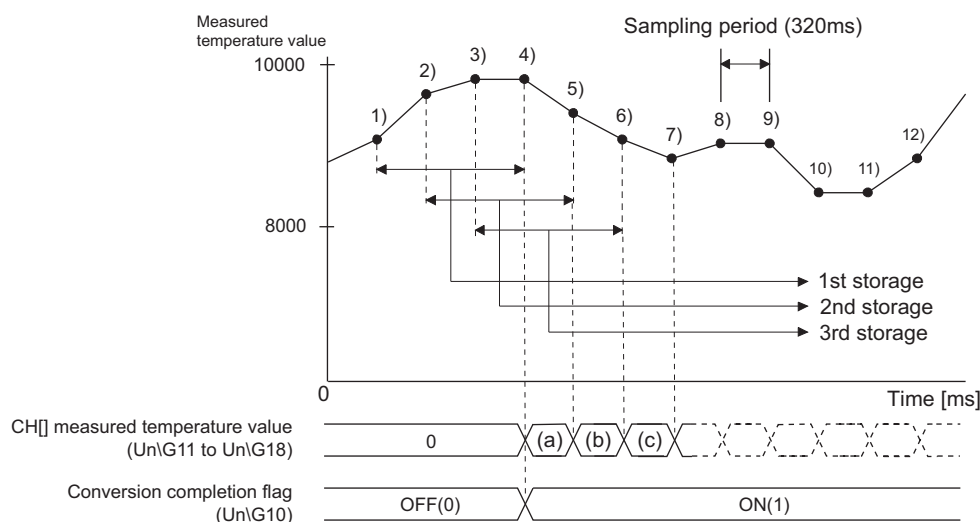 Measured
temperature value
Sampling period (320ms)
10000
1)
2)
3)
4)
5)
6)
7)
8)
9)
10)
11)
12)
8000
1st storage
2nd storage
3rd storage
0
Time [ms]
CH[] measured temperature value
(Un\G11 to Un\G18)
0
(a)
(b)
(c)
Conversion completion flag
(Un\G10)
OFF(0)
ON(1)